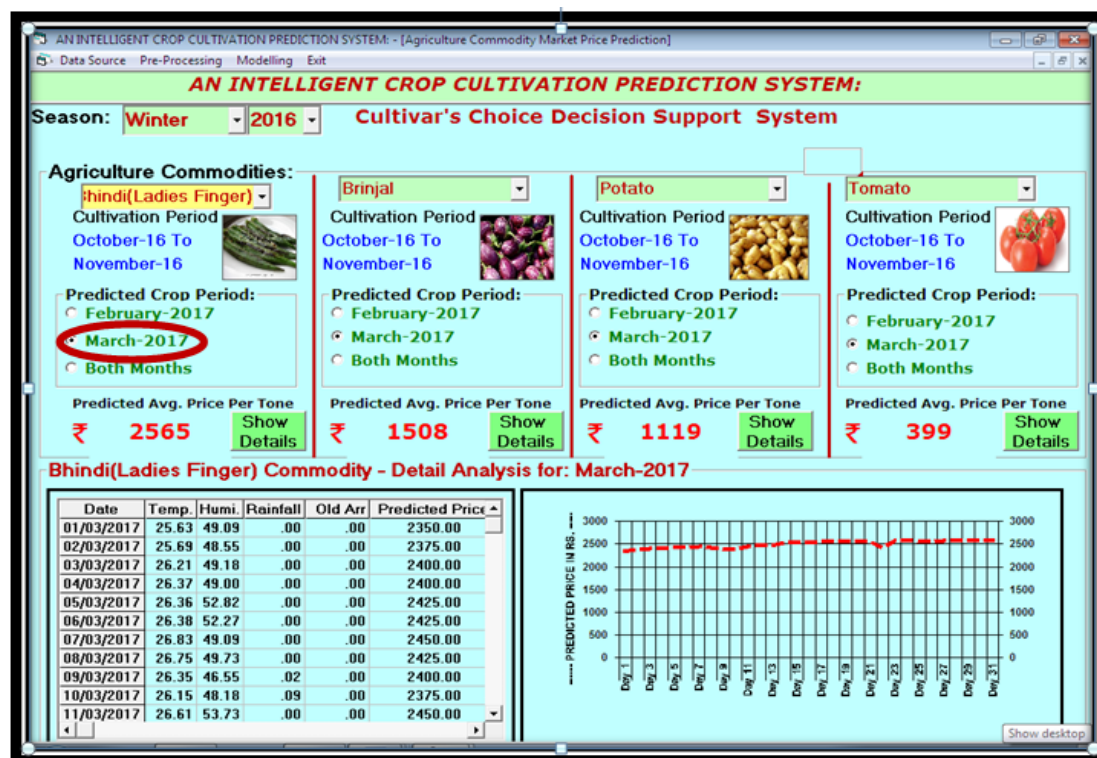 AN INTELLIGENT CROP CULTIVATION PREDICTION SYSTEM: - [Agriculture Commodity Market Price Prediction]
Data Source Pre-Processing Modelling Exit
AN INTELLIGENT CROP CULTIVATION PREDICTION SYSTEM:
Season: Winter 2016 Cultivar's Choice Decision Support System
Agriculture Commodities:
Bhindi(Ladies Finger) Brinjal Potato Tomato
Cultivation Period Cultivation Period Cultivation Period Cultivation Period
October-16 To October-16 To October-16 To October-16 To
November-16 November-16 November-16 November-16
Predicted Crop Period: Predicted Crop Period: Predicted Crop Period: Predicted Crop Period:
February-2017 February-2017 February-2017 February-2017
March-2017 March-2017 March-2017 March-2017
Both Months Both Months Both Months Both Months
Predicted Avg. Price Per Tone Predicted Avg. Price Per Tone Predicted Avg. Price Per Tone Predicted Avg. Price Per Tone
₹ 2565 Show Details ₹ 1508 Show Details ₹ 1119 Show Details ₹ 399 Show Details
Bhindi(Ladies Finger) Commodity - Detail Analysis for: March-2017
Date Temp. Humi. Rainfall Old Arr Predicted Price
01/03/2017 25.63 49.09 .00 .00 2350.00
02/03/2017 25.69 48.55 .00 .00 2375.00
03/03/2017 26.21 49.18 .00 .00 2400.00
04/03/2017 26.37 49.00 .00 .00 2400.00
05/03/2017 26.36 52.82 .00 .00 2425.00
06/03/2017 26.38 52.27 .00 .00 2425.00
07/03/2017 26.83 49.09 .00 .00 2450.00
08/03/2017 26.75 49.73 .00 .00 2425.00
09/03/2017 26.35 46.55 .02 .00 2400.00
10/03/2017 26.15 48.18 .09 .00 2375.00
11/03/2017 26.61 53.73 .00 .00 2450.00
------ PREDICTED PRICE IN RS. ----
3000 3000
2500 2500
2000 2000
1500 1500
1000 1000
500 500
0 0
Day 1 Day 3 Day 5 Day 7 Day 9 Day 11 Day 13 Day 15 Day 17 Day 19 Day 21 Day 23 Day 25 Day 27 Day 29 Day 31
Show desktop